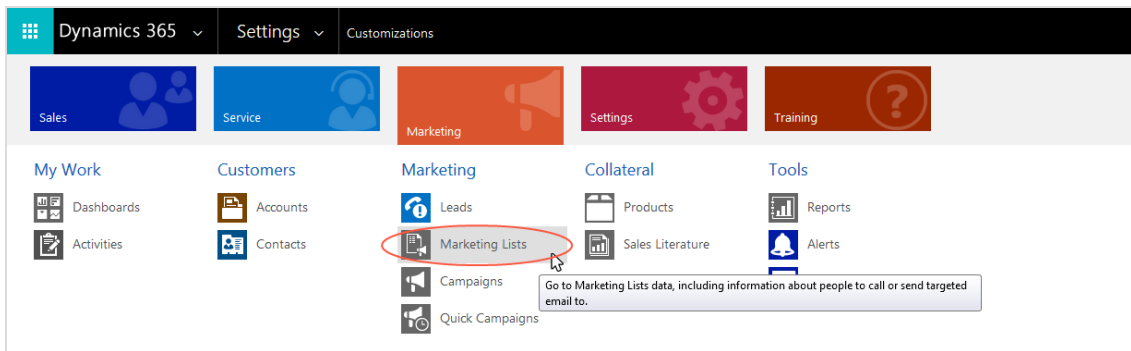 Dynamics 365 Settings Customizations
Sales Service Marketing Settings Training
My Work Customers Marketing Collateral Tools
Dashboards Accounts Leads Products Reports
Activities Contacts Marketing Lists Sales Literature Alerts
Campaigns
Go to Marketing Lists data, including information about people to call or send targeted
email to.
Quick Campaigns